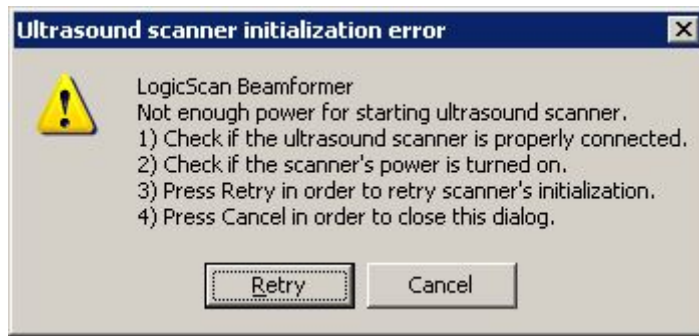 Ultrasound scanner initialization error
LogicScan Beamformer
Not enough power for starting ultrasound scanner.
1) Check if the ultrasound scanner is properly connected.
2) Check if the scanner's power is turned on.
3) Press Retry in order to retry scanner's initialization.
4) Press Cancel in order to close this dialog.
Retry
Cancel